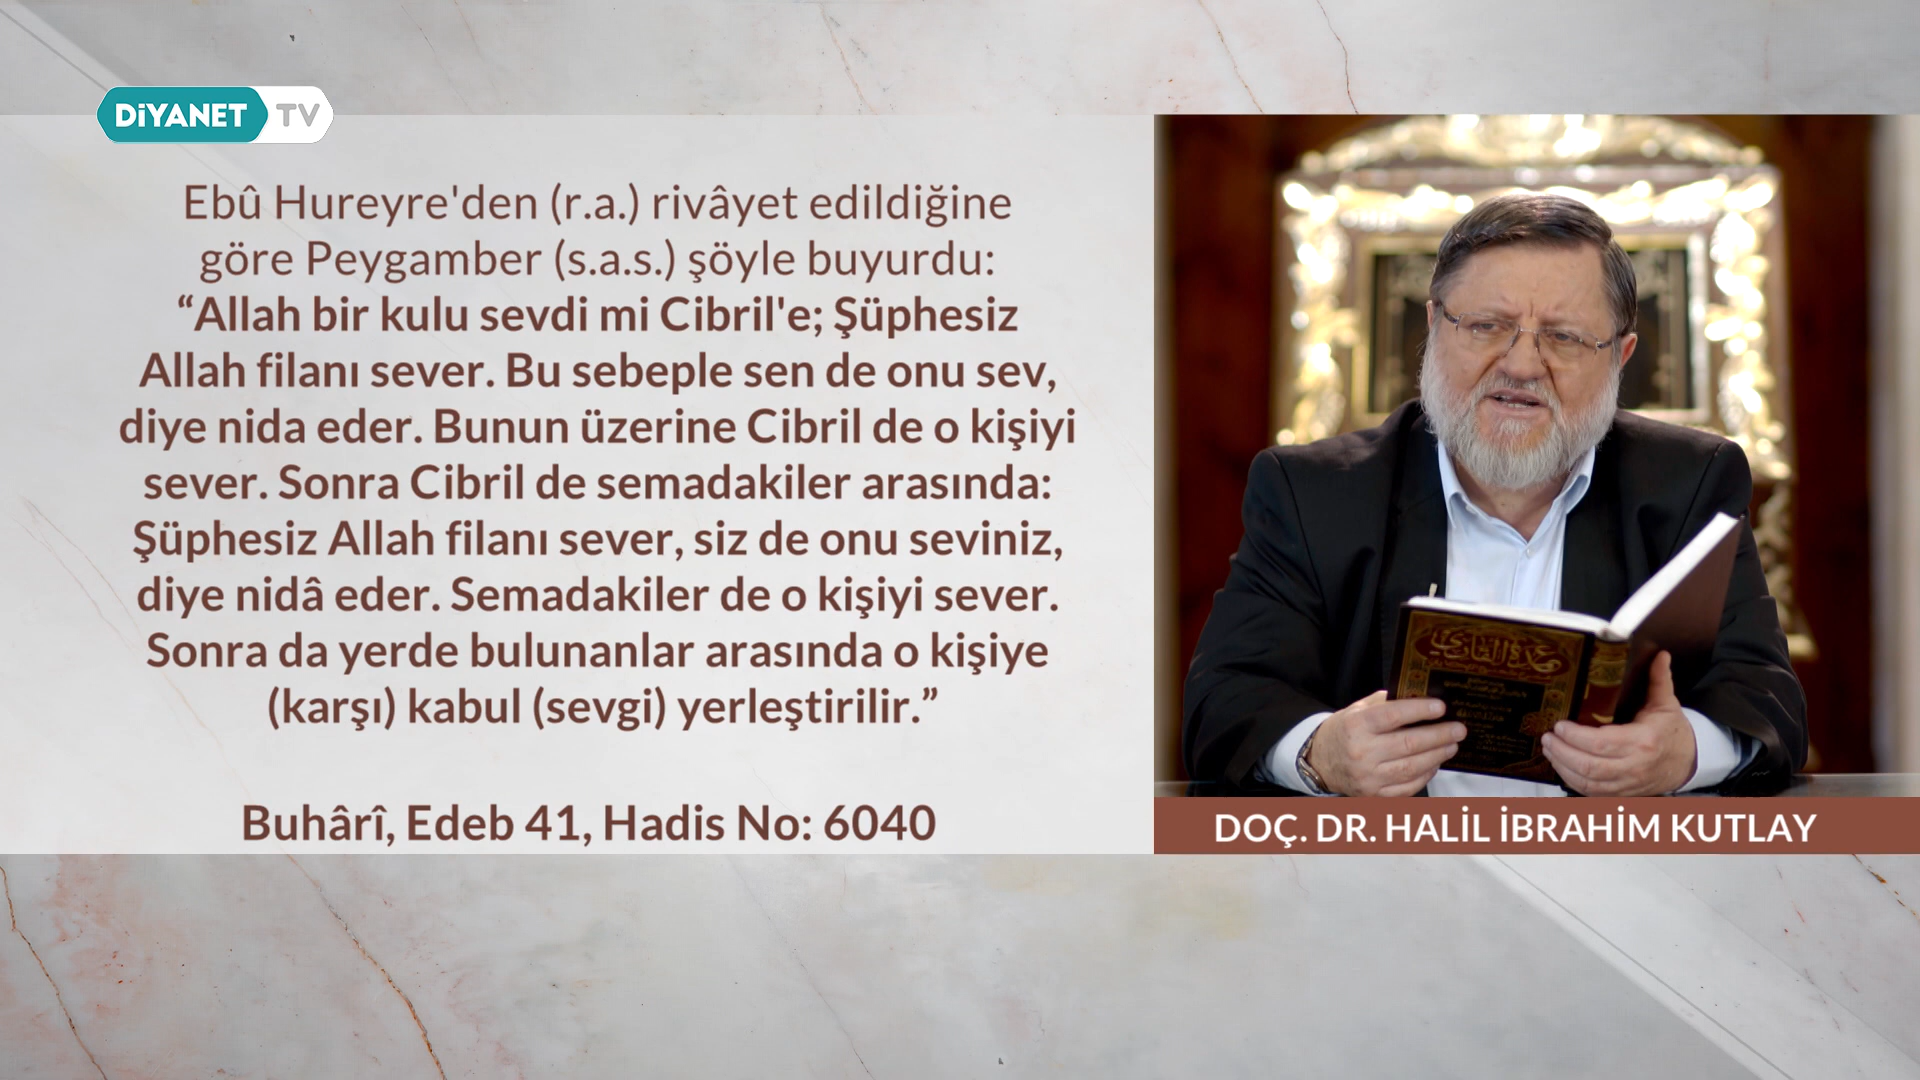 DİYANET TV
Ebû Hureyre'den (r.a.) rivâyet edildiğine
göre Peygamber (s.a.s.) şöyle buyurdu:
“Allah bir kulu sevdi mi Cibril'e; Şüphesiz
Allah filanı sever. Bu sebeple sen de onu sev,
diye nida eder. Bunun üzerine Cibril de o kişiyi
sever. Sonra Cibril de semadakiler arasında:
Şüphesiz Allah filanı sever, siz de onu seviniz,
diye nidâ eder. Semadakiler de o kişiyi sever.
Sonra da yerde bulunanlar arasında o kişiye
(karşı) kabul (sevgi) yerleştirilir.”
Buhârî, Edeb 41, Hadis No: 6040
عمدة القاري
DOÇ. DR. HALİL İBRAHİM KUTLAY